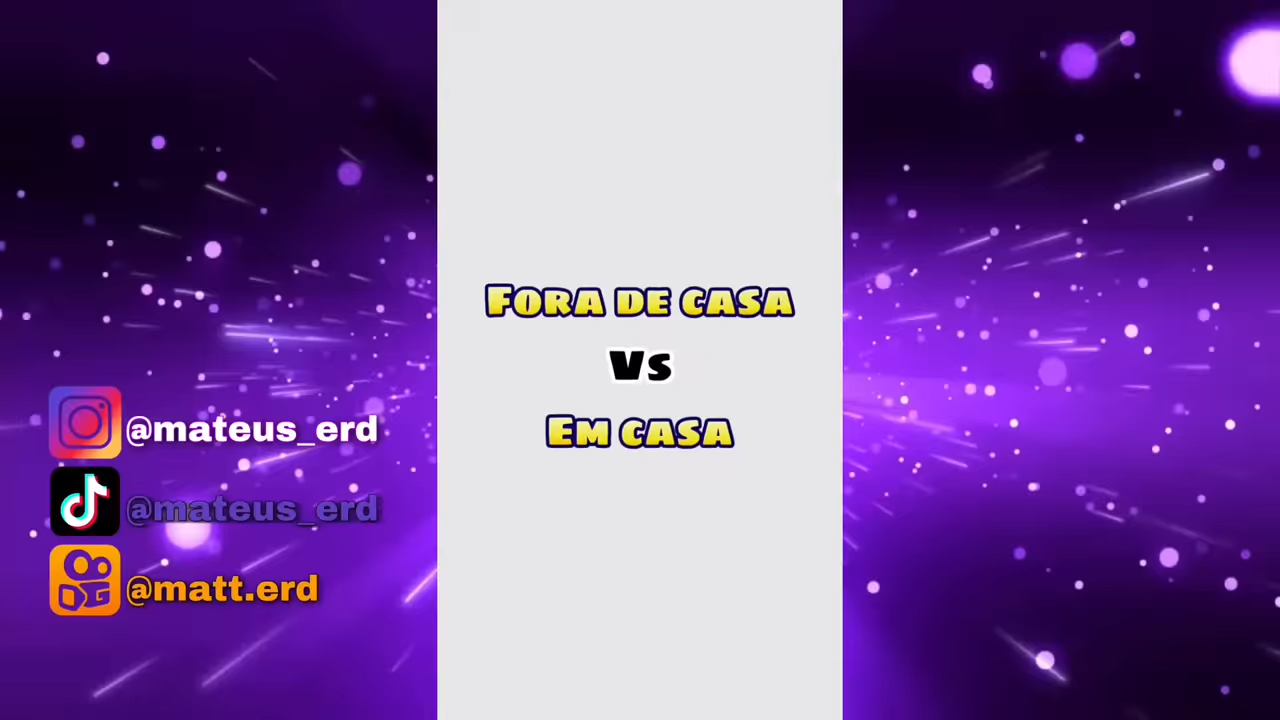 Fora de casa
Vs
Em casa
@mateus_erd
@mateus_erd
@matt.erd